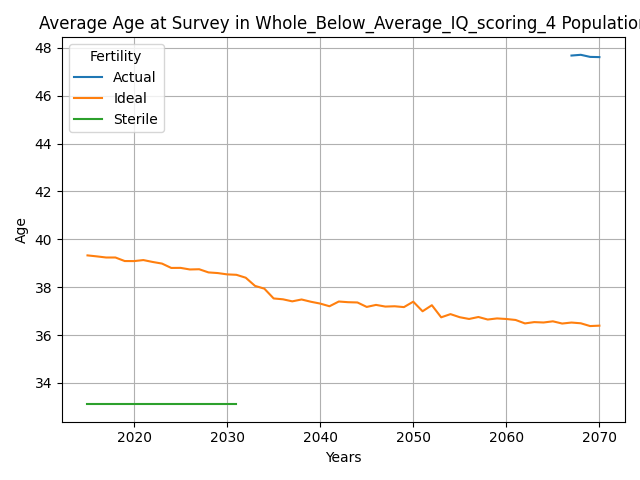 Average Age at Survey in Whole_Below_Average_IQ_scoring_4 Population
Fertility
Actual
Ideal
Sterile
48
46
44
42
40
38
36
34
Age
2020 2030 2040 2050 2060 2070
Years